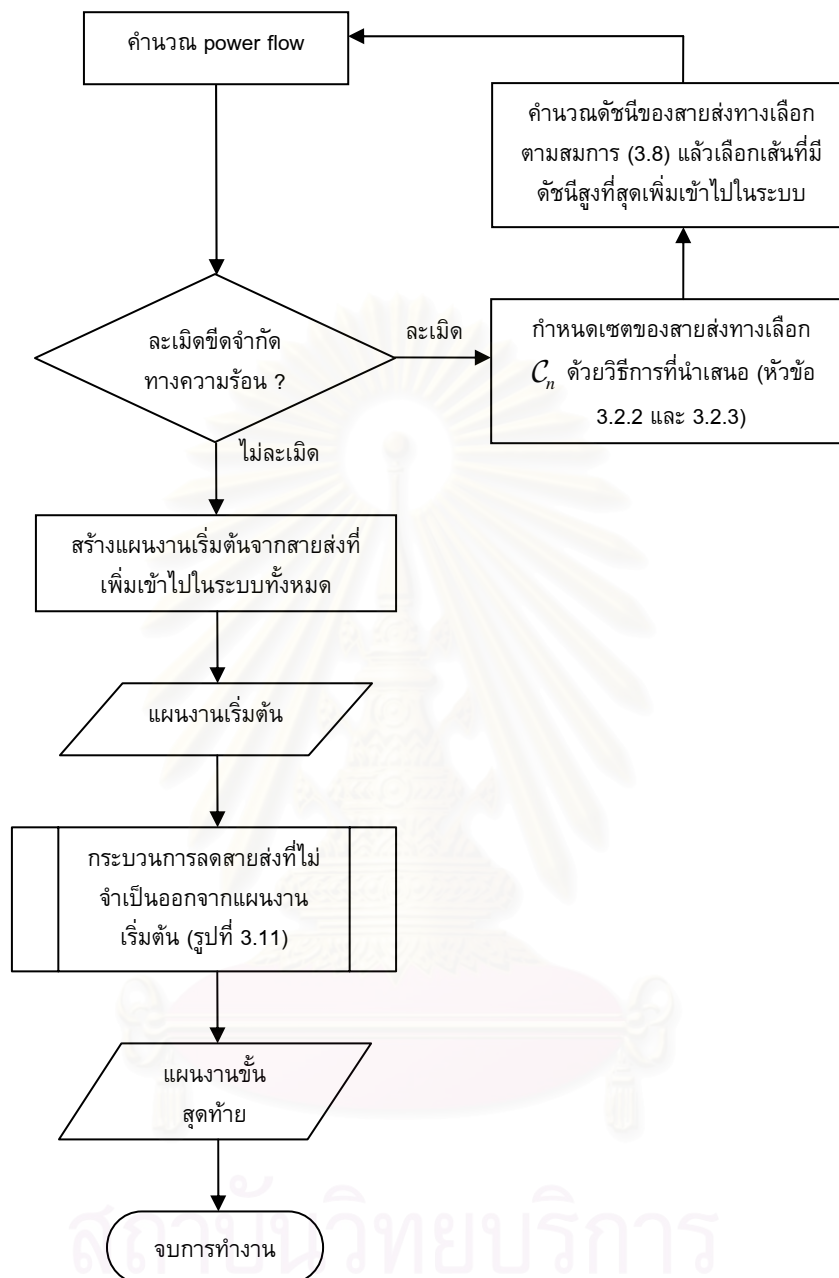 คำนวณ power flow
คำนวณดัชนีของสายส่งทางเลือก
ตามสมการ (3.8) แล้วเลือกเส้นที่มี
ดัชนีสูงที่สุดเพิ่มเข้าไปในระบบ
ละเมิดขีดจำกัด
ทางความร้อน ?
ละเมิด
กำหนดเซตของสายส่งทางเลือก
𝒞ₙ ด้วยวิธีการที่นำเสนอ (หัวข้อ
3.2.2 และ 3.2.3)
ไม่ละเมิด
สร้างแผนงานเริ่มต้นจากสายส่งที่
เพิ่มเข้าไปในระบบทั้งหมด
แผนงานเริ่มต้น
กระบวนการลดสายส่งที่ไม่
จำเป็นออกจากแผนงาน
เริ่มต้น (รูปที่ 3.11)
แผนงานขั้น
สุดท้าย
สถาบันวิทยบริการ
จบการทำงาน